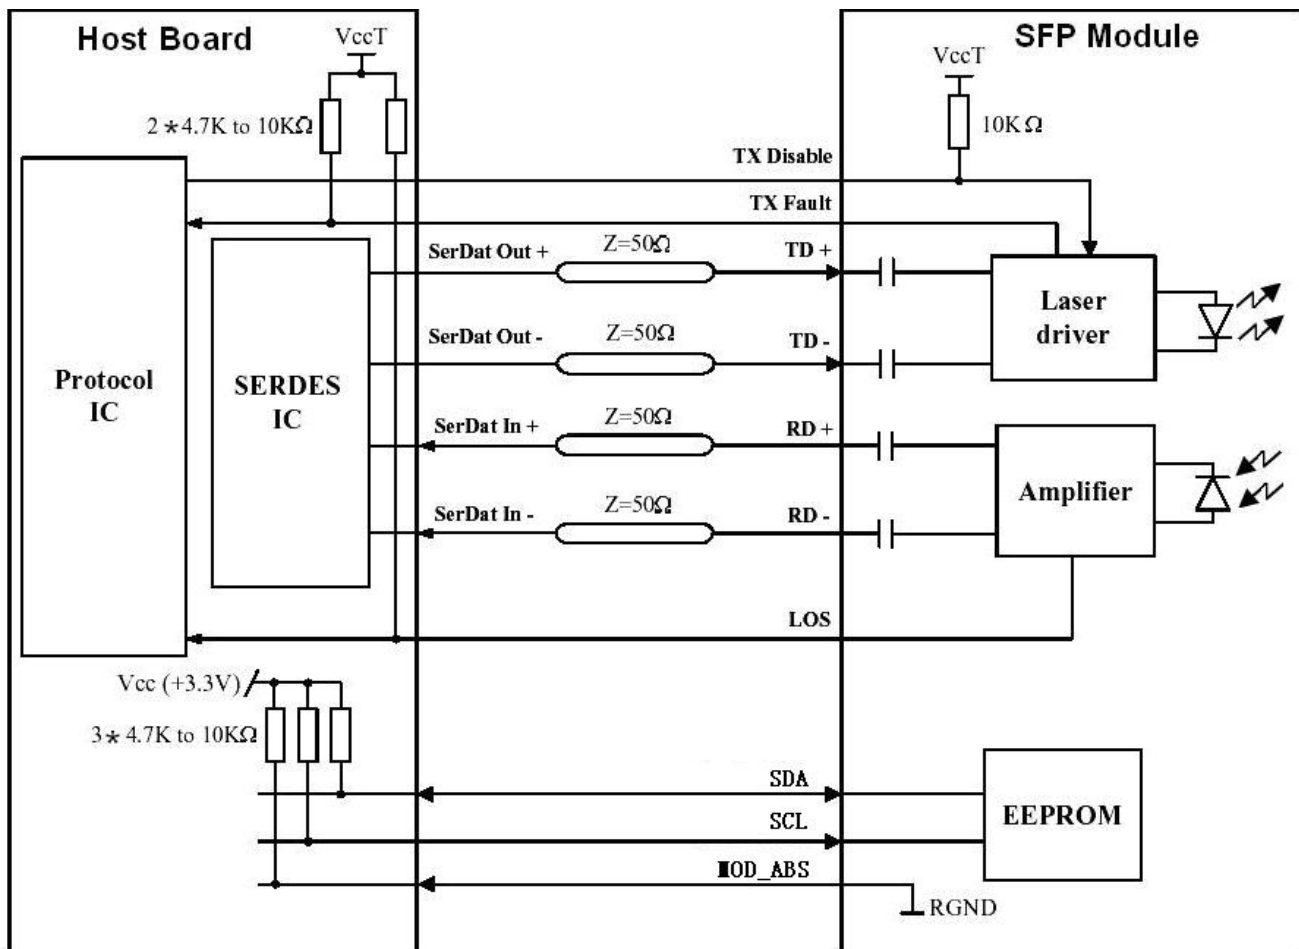 Host Board
SFP Module
VccT
VccT
2*4.7K to 10KΩ
10KΩ
TX Disable
TX Fault
SerDat Out +
Z=50Ω
TD +
Laser
driver
SerDat Out -
Z=50Ω
TD -
Protocol
IC
SERDES
IC
SerDat In +
Z=50Ω
RD +
Amplifier
SerDat In -
Z=50Ω
RD -
LOS
Vcc (+3.3V)
3*4.7K to 10KΩ
SDA
EEPROM
SCL
MOD_ABS
RGND